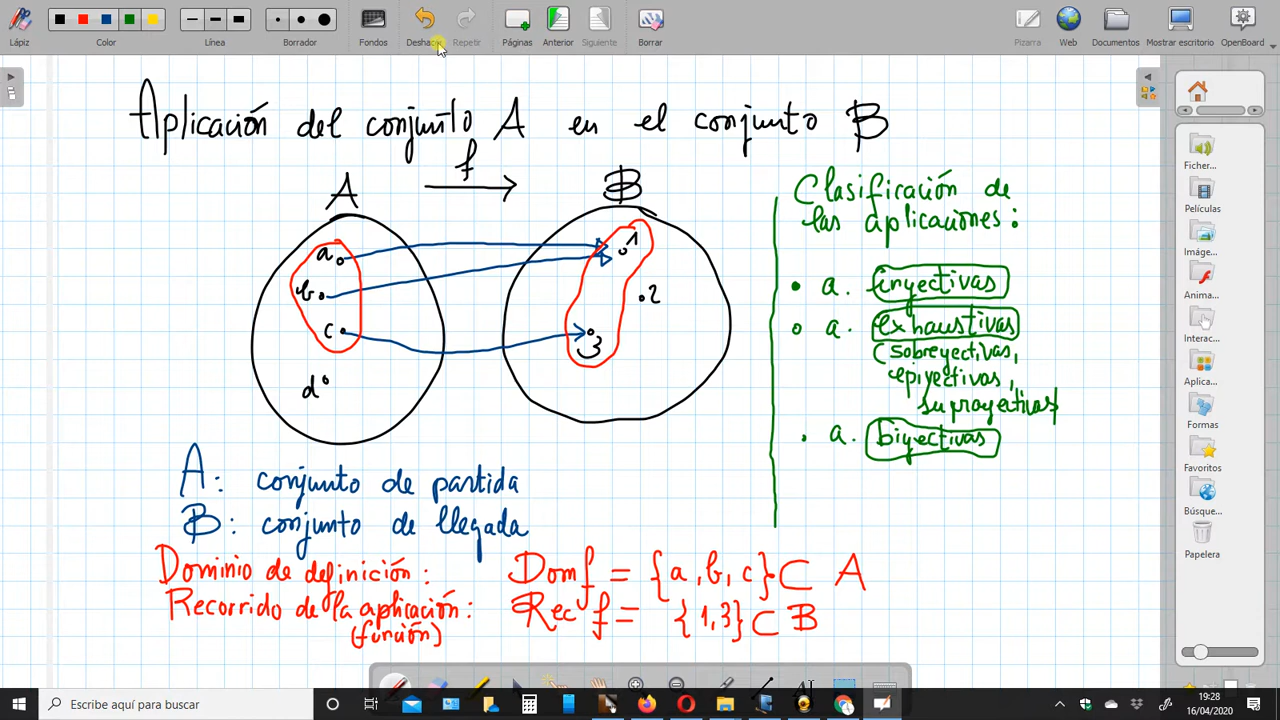 Lápiz Color Línea Borrador Fondos Deshacer Repetir Páginas Anterior Siguiente Borrar Pizarra Web Documentos Mostrar escritorio OpenBoard
Aplicación del conjunto A en el conjunto B
f
A
B
a
b
c
d
1
2
3
Clasificación de
las aplicaciones:
a. inyectivas
a. exhaustivas
(sobreyectivas,
epiyectivas,
suprayectivas)
a. biyectivas
A: conjunto de partida
B: conjunto de llegada
Dominio de definición: Dom f = {a, b, c} ⊂ A
Recorrido de la aplicación: Rec f = {1,3} ⊂ B
(función)
Ficher...
Películas
Imáge...
Anima...
Interac...
Aplica...
Formas
Favoritos
Búsque...
Papelera
Escribe aquí para buscar
19:28
16/04/2020